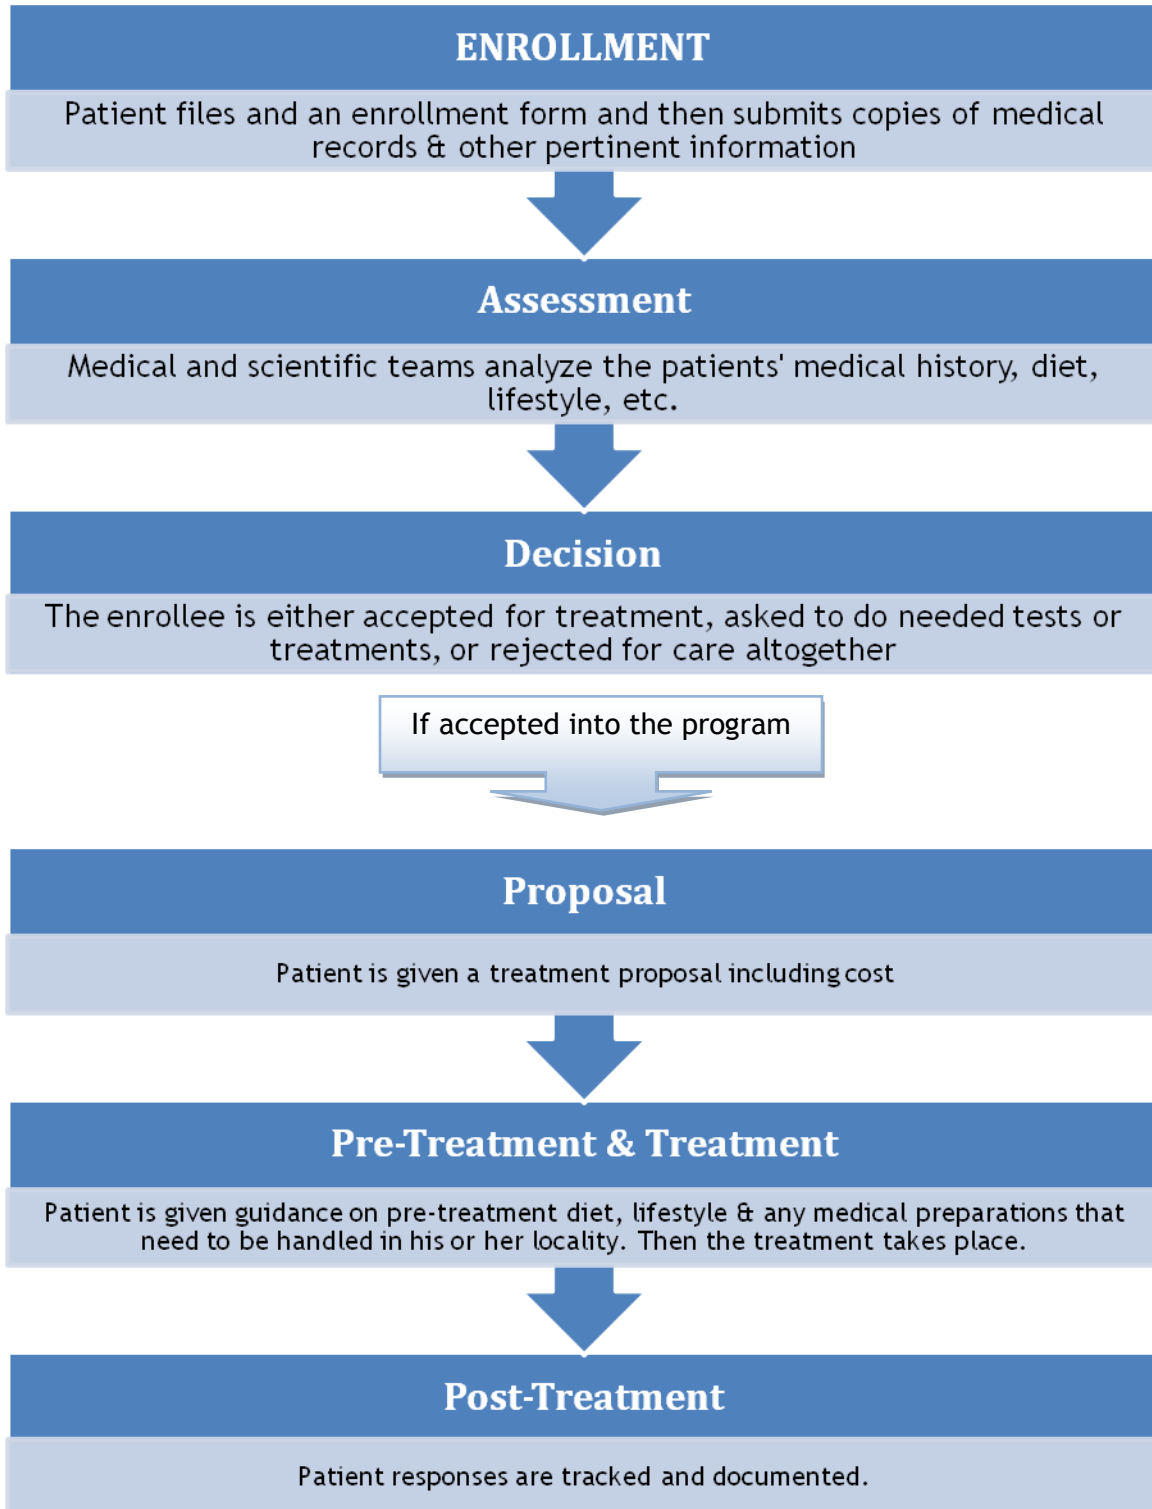 ENROLLMENT
Patient files and an enrollment form and then submits copies of medical
records & other pertinent information
Assessment
Medical and scientific teams analyze the patients' medical history, diet,
lifestyle, etc.
Decision
The enrollee is either accepted for treatment, asked to do needed tests or
treatments, or rejected for care altogether
If accepted into the program
Proposal
Patient is given a treatment proposal including cost
Pre-Treatment & Treatment
Patient is given guidance on pre-treatment diet, lifestyle & any medical preparations that
need to be handled in his or her locality. Then the treatment takes place.
Post-Treatment
Patient responses are tracked and documented.